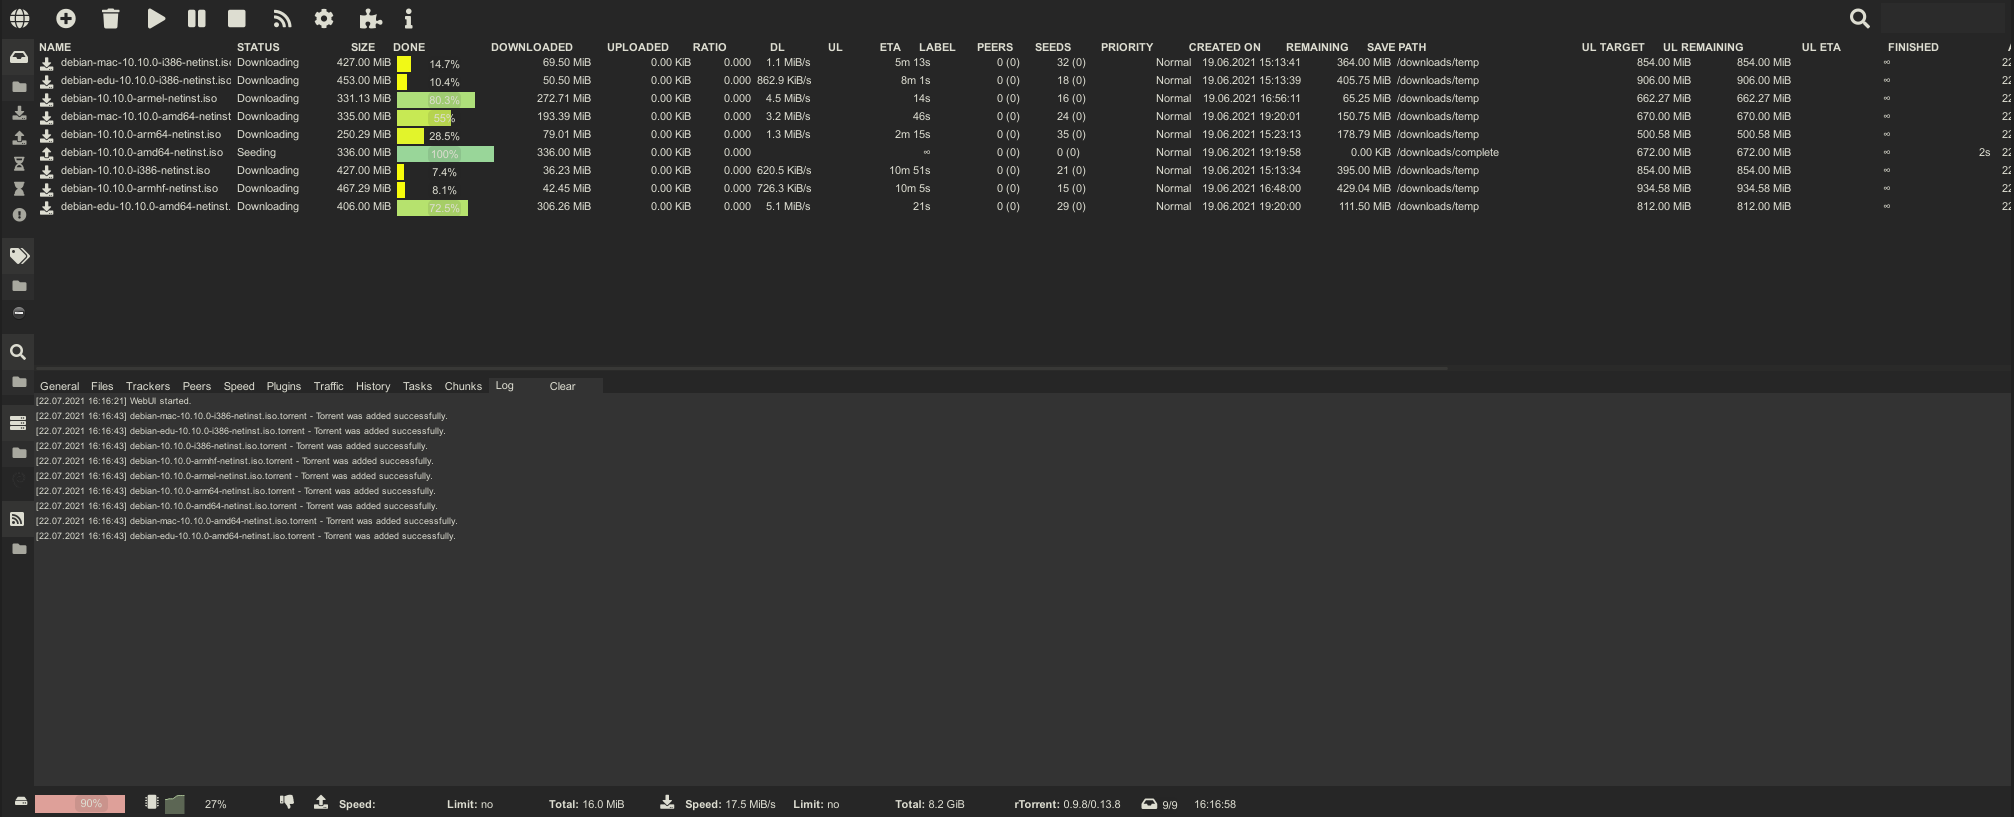 NAME STATUS SIZE DONE DOWNLOADED UPLOADED RATIO DL UL ETA LABEL PEERS SEEDS PRIORITY CREATED ON REMAINING SAVE PATH UL TARGET UL REMAINING UL ETA FINISHED
debian-mac-10.10.0-i386-netinst.iso Downloading 427.00 MiB 14.7% 69.50 MiB 0.00 KiB 0.000 1.1 MiB/s 5m 13s 0 (0) 32 (0) Normal 19.06.2021 15:13:41 364.00 MiB /downloads/temp 854.00 MiB 854.00 MiB ∞ 22
debian-edu-10.10.0-i386-netinst.iso Downloading 453.00 MiB 10.4% 50.50 MiB 0.00 KiB 0.000 862.9 KiB/s 8m 1s 0 (0) 18 (0) Normal 19.06.2021 15:13:39 405.75 MiB /downloads/temp 906.00 MiB 906.00 MiB ∞ 22
debian-10.10.0-armel-netinst.iso Downloading 331.13 MiB 80.3% 272.71 MiB 0.00 KiB 0.000 4.5 MiB/s 14s 0 (0) 16 (0) Normal 19.06.2021 16:56:11 65.25 MiB /downloads/temp 662.27 MiB 662.27 MiB ∞ 22
debian-mac-10.10.0-amd64-netinst Downloading 335.00 MiB 55% 193.39 MiB 0.00 KiB 0.000 3.2 MiB/s 46s 0 (0) 24 (0) Normal 19.06.2021 19:20:01 150.75 MiB /downloads/temp 670.00 MiB 670.00 MiB ∞ 22
debian-10.10.0-arm64-netinst.iso Downloading 250.29 MiB 28.5% 79.01 MiB 0.00 KiB 0.000 1.3 MiB/s 2m 15s 0 (0) 35 (0) Normal 19.06.2021 15:23:13 178.79 MiB /downloads/temp 500.58 MiB 500.58 MiB ∞ 22
debian-10.10.0-amd64-netinst.iso Seeding 336.00 MiB 100% 336.00 MiB 0.00 KiB 0.000 ∞ 0 (0) 0 (0) Normal 19.06.2021 19:19:58 0.00 KiB /downloads/complete 672.00 MiB 672.00 MiB ∞ 2s 22
debian-10.10.0-i386-netinst.iso Downloading 427.00 MiB 7.4% 36.23 MiB 0.00 KiB 0.000 620.5 KiB/s 10m 51s 0 (0) 21 (0) Normal 19.06.2021 15:13:34 395.00 MiB /downloads/temp 854.00 MiB 854.00 MiB ∞ 22
debian-10.10.0-armhf-netinst.iso Downloading 467.29 MiB 8.1% 42.45 MiB 0.00 KiB 0.000 726.3 KiB/s 10m 5s 0 (0) 15 (0) Normal 19.06.2021 16:48:00 429.04 MiB /downloads/temp 934.58 MiB 934.58 MiB ∞ 22
debian-edu-10.10.0-amd64-netinst. Downloading 406.00 MiB 72.5% 306.26 MiB 0.00 KiB 0.000 5.1 MiB/s 21s 0 (0) 29 (0) Normal 19.06.2021 19:20:00 111.50 MiB /downloads/temp 812.00 MiB 812.00 MiB ∞ 22
General Files Trackers Peers Speed Plugins Traffic History Tasks Chunks Log Clear
[22.07.2021 16:16:21] WebUI started.
[22.07.2021 16:16:43] debian-mac-10.10.0-i386-netinst.iso.torrent - Torrent was added successfully.
[22.07.2021 16:16:43] debian-edu-10.10.0-i386-netinst.iso.torrent - Torrent was added successfully.
[22.07.2021 16:16:43] debian-10.10.0-i386-netinst.iso.torrent - Torrent was added successfully.
[22.07.2021 16:16:43] debian-10.10.0-armhf-netinst.iso.torrent - Torrent was added successfully.
[22.07.2021 16:16:43] debian-10.10.0-armel-netinst.iso.torrent - Torrent was added successfully.
[22.07.2021 16:16:43] debian-10.10.0-arm64-netinst.iso.torrent - Torrent was added successfully.
[22.07.2021 16:16:43] debian-10.10.0-amd64-netinst.iso.torrent - Torrent was added successfully.
[22.07.2021 16:16:43] debian-mac-10.10.0-amd64-netinst.iso.torrent - Torrent was added successfully.
[22.07.2021 16:16:43] debian-edu-10.10.0-amd64-netinst.iso.torrent - Torrent was added successfully.
90% 27% Speed: Limit: no Total: 16.0 MiB Speed: 17.5 MiB/s Limit: no Total: 8.2 GiB rTorrent: 0.9.8/0.13.8 9/9 16:16:58